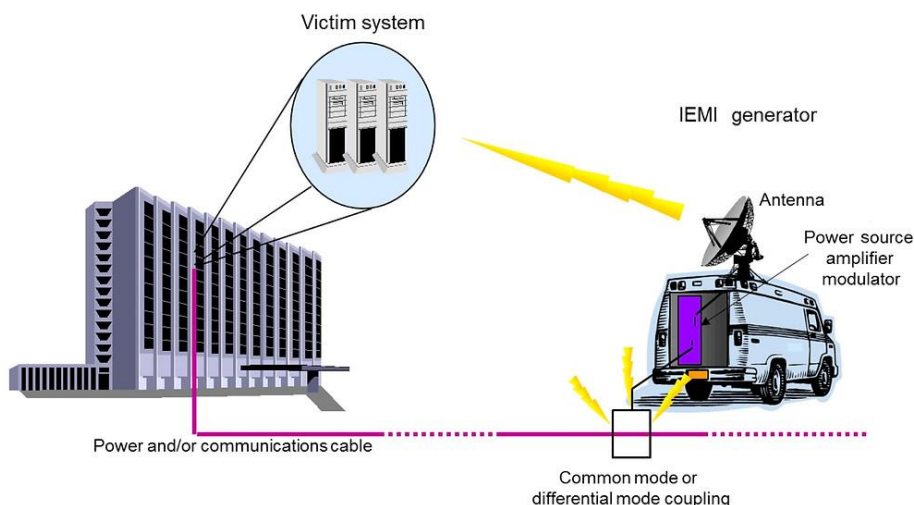 Victim system
IEMI generator
Antenna
Power source
amplifier
modulator
Power and/or communications cable
Common mode or
differential mode coupling